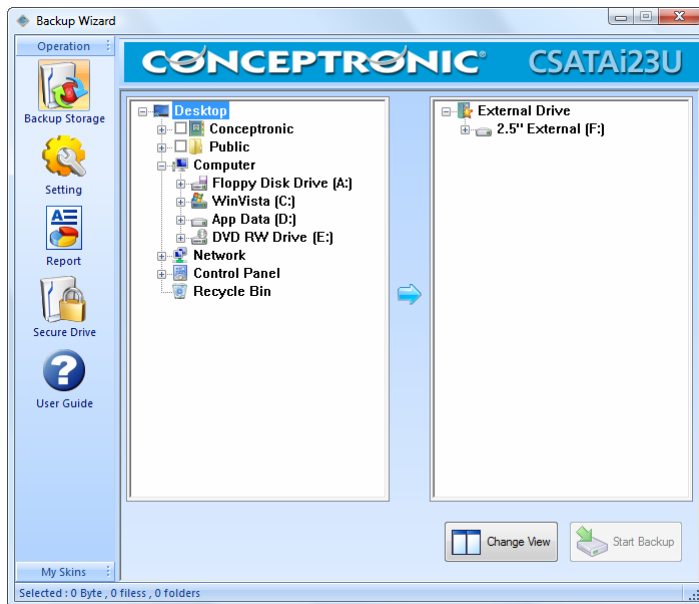 Backup Wizard
Operation
CONCEPTRONIC® CSATAi23U
Backup Storage
Setting
Report
Secure Drive
User Guide
My Skins
Desktop
Conceptronic
Public
Computer
Floppy Disk Drive (A:)
WinVista (C:)
App Data (D:)
DVD RW Drive (E:)
Network
Control Panel
Recycle Bin
External Drive
2.5" External (F:)
Change View
Start Backup
Selected : 0 Byte , 0 filess , 0 folders